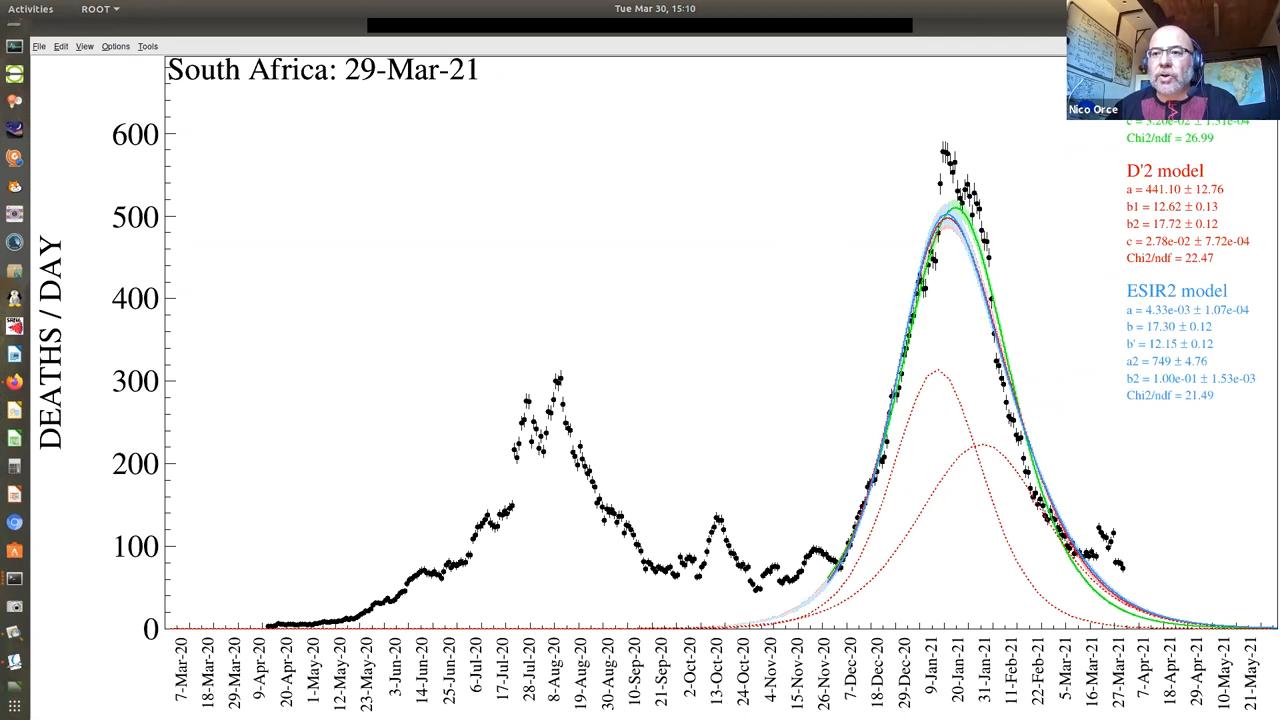 Activities ROOT Tue Mar 30, 15:10
File Edit View Options Tools
South Africa: 29-Mar-21
Nico Orce
c = 3.20e-02 ± 1.31e-04
Chi2/ndf = 26.99
D'2 model
a = 441.10 ± 12.76
b1 = 12.62 ± 0.13
b2 = 17.72 ± 0.12
c = 2.78e-02 ± 7.72e-04
Chi2/ndf = 22.47
ESIR2 model
a = 4.33e-03 ± 1.07e-04
b = 17.30 ± 0.12
b' = 12.15 ± 0.12
a2 = 749 ± 4.76
b2 = 1.00e-01 ± 1.53e-03
Chi2/ndf = 21.49
DEATHS / DAY
600
500
400
300
200
100
0
7-Mar-20 18-Mar-20 29-Mar-20 9-Apr-20 20-Apr-20 1-May-20 12-May-20 23-May-20 3-Jun-20 14-Jun-20 25-Jun-20 6-Jul-20 17-Jul-20 28-Jul-20 8-Aug-20 19-Aug-20 30-Aug-20 10-Sep-20 21-Sep-20 2-Oct-20 13-Oct-20 24-Oct-20 4-Nov-20 15-Nov-20 26-Nov-20 7-Dec-20 18-Dec-20 29-Dec-20 9-Jan-21 20-Jan-21 31-Jan-21 11-Feb-21 22-Feb-21 5-Mar-21 16-Mar-21 27-Mar-21 7-Apr-21 18-Apr-21 29-Apr-21 10-May-21 21-May-21